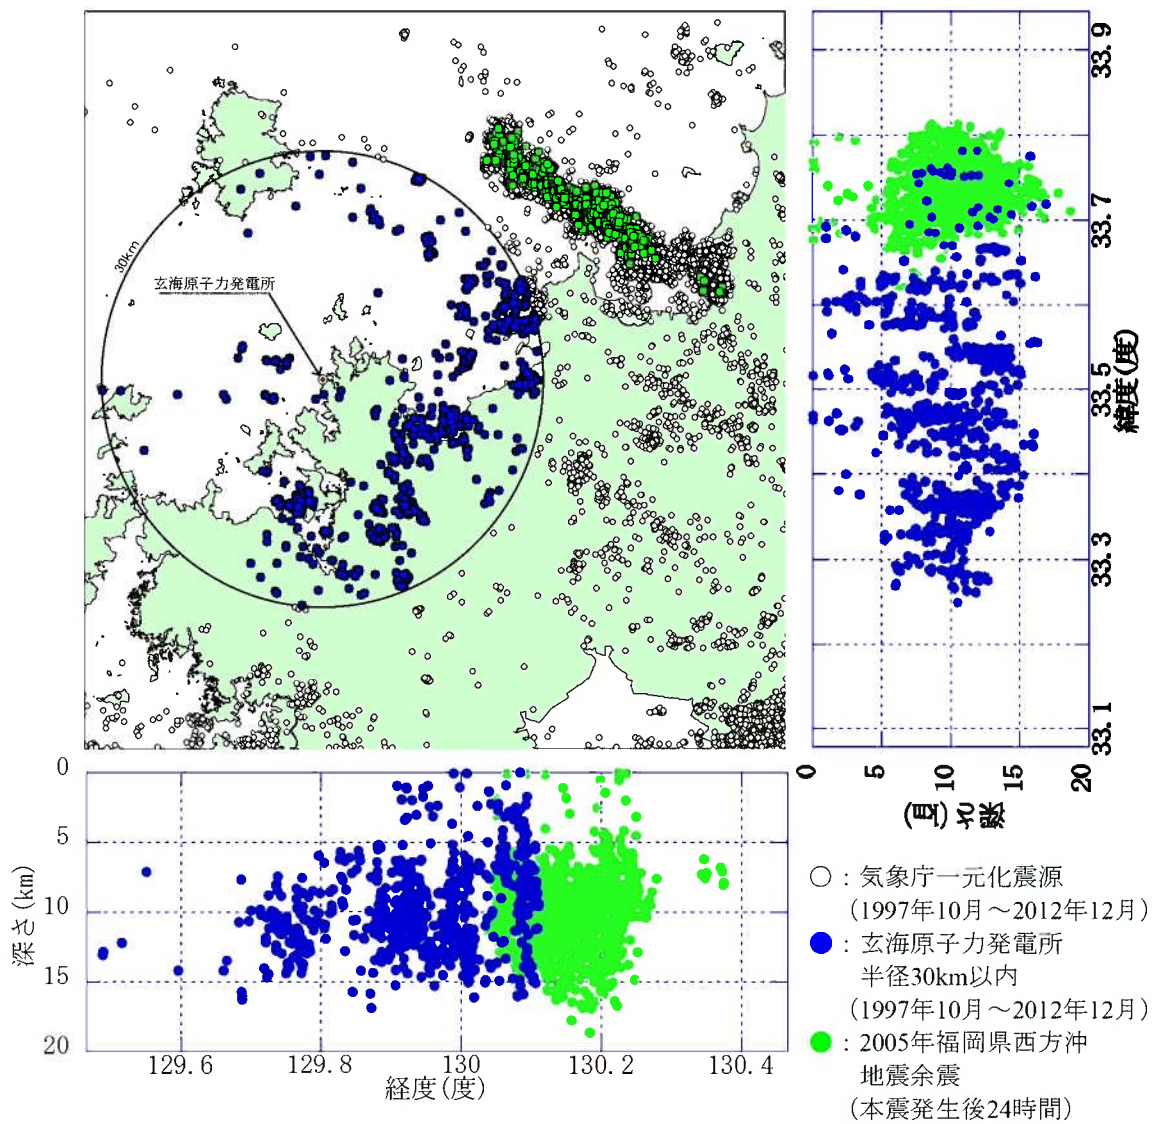 30km
玄海原子力発電所
33.9
33.7
33.5
33.3
33.1
緯度(度)
0
5
10
15
20
深さ(km)
0
5
10
15
20
深さ(km)
129.6
129.8
130
130.2
130.4
経度(度)
○：気象庁一元化震源
（1997年10月～2012年12月）
●：玄海原子力発電所
半径30km以内
（1997年10月～2012年12月）
●：2005年福岡県西方沖
地震余震
（本震発生後24時間）